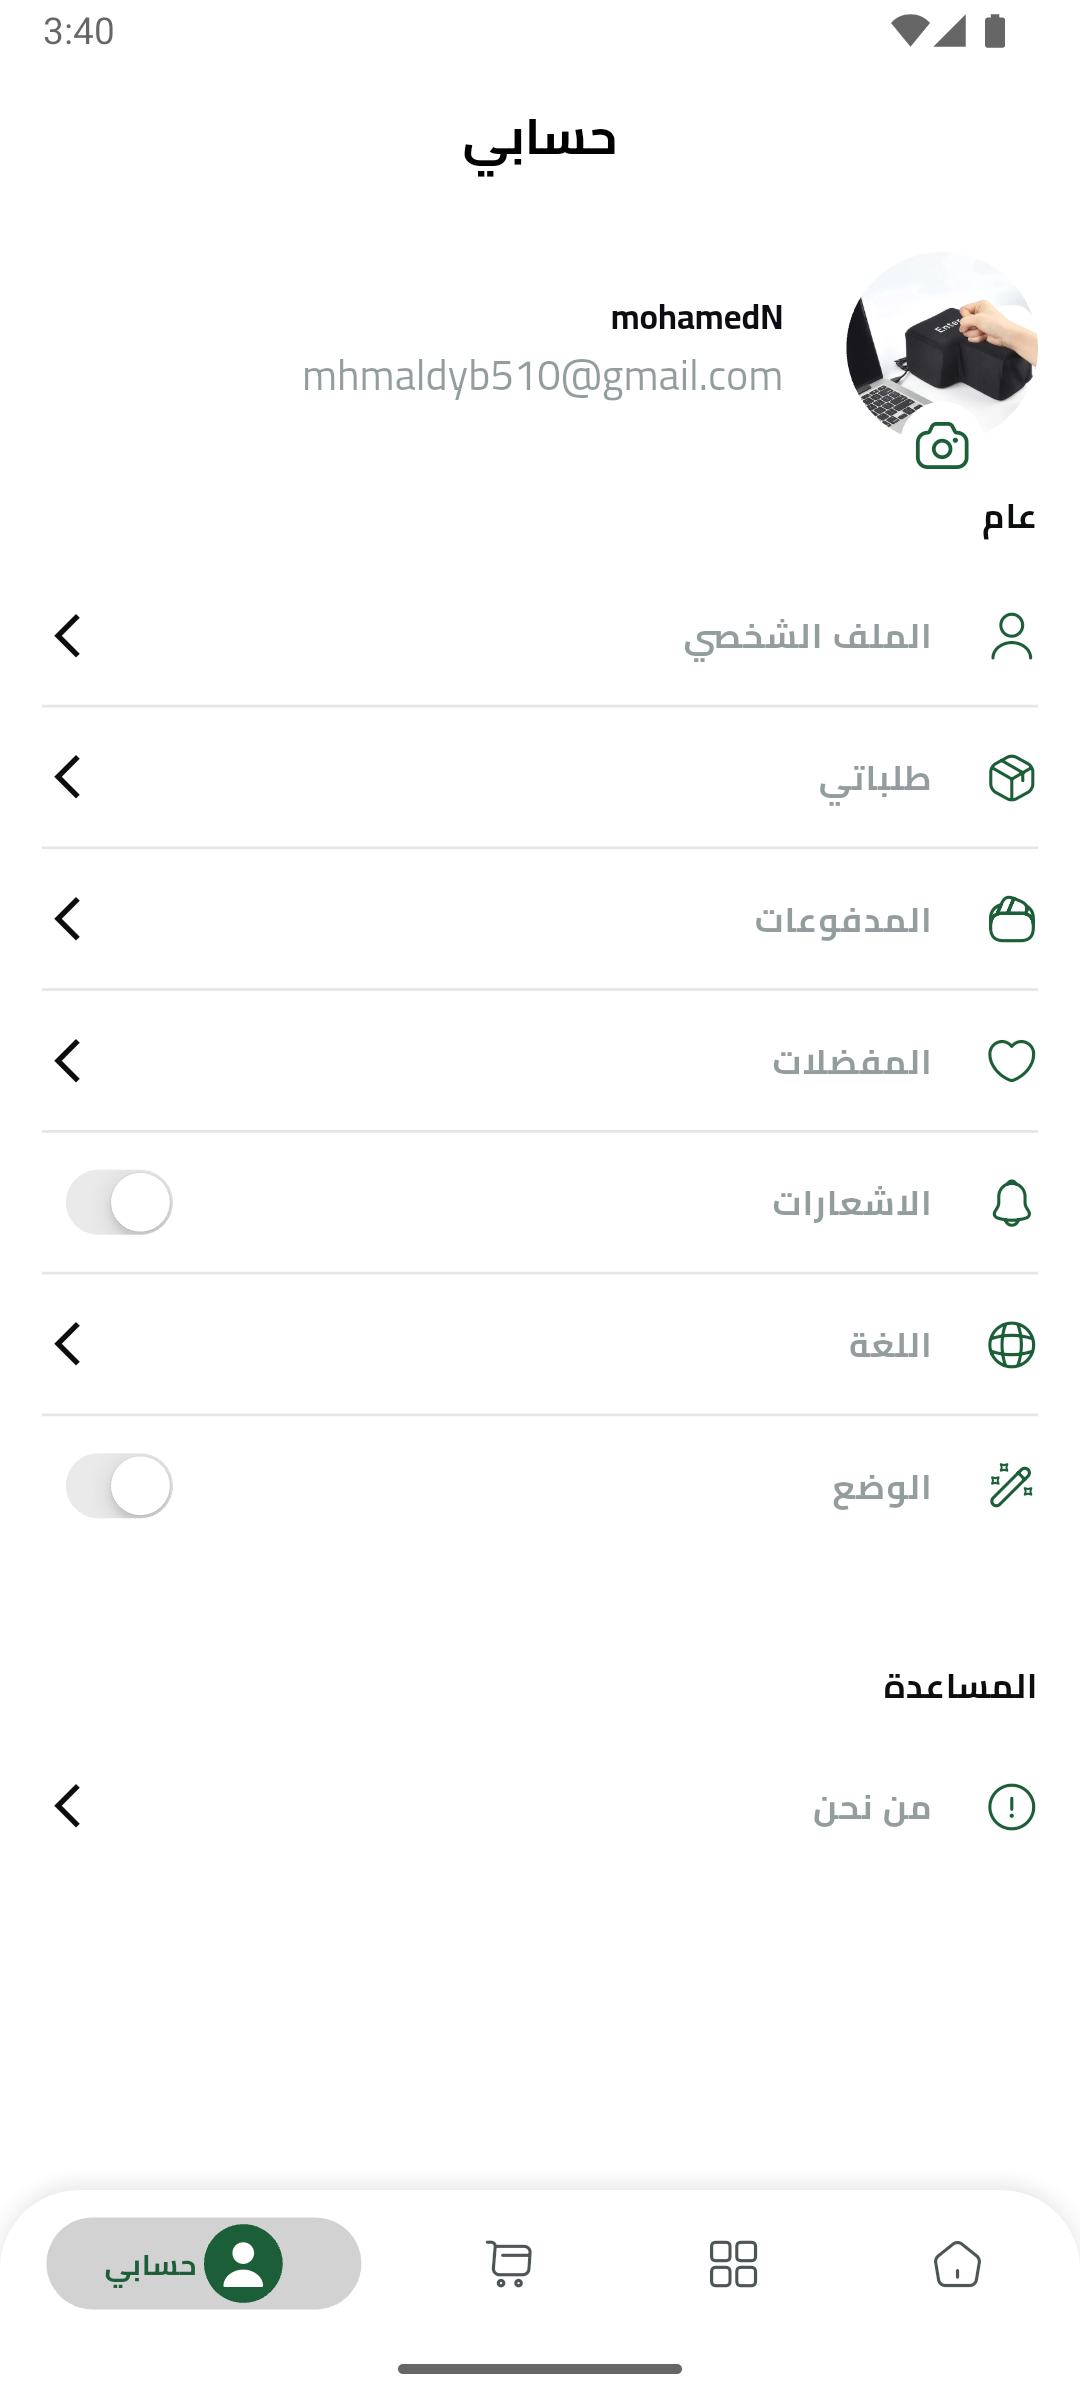 3:40
حسابي
mohamedN
mhmaldyb510@gmail.com
Enter
عام
الملف الشخصي
طلباتي
المدفوعات
المفضلات
الاشعارات
اللغة
الوضع
المساعدة
من نحن
حسابي